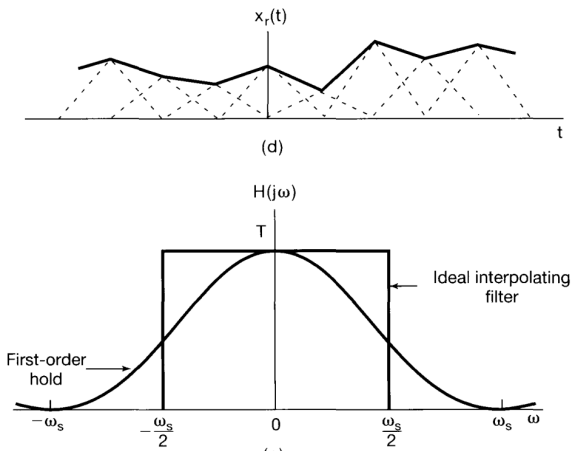 x_r(t)
t
(d)
H(jω)
T
Ideal interpolating
filter
First-order
hold
−ω_s
−ω_s/2
0
ω_s/2
ω_s
ω